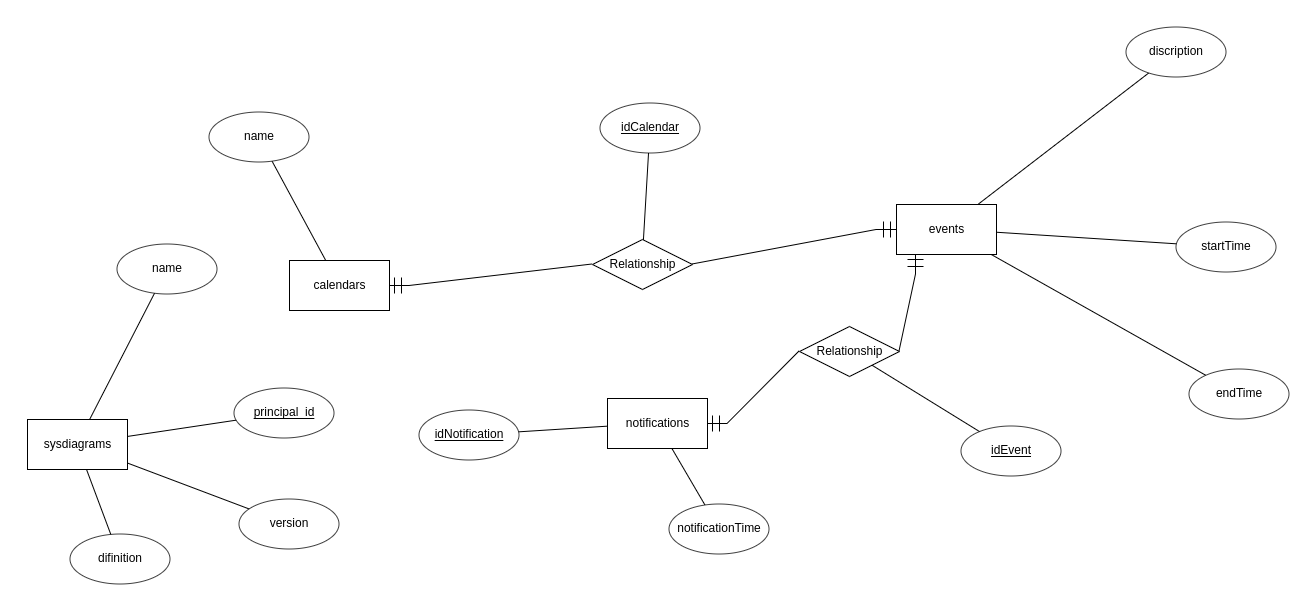 discription
idCalendar
name
events
startTime
Relationship
name
calendars
Relationship
endTime
principal_id
notifications
idNotification
sysdiagrams
idEvent
version
notificationTime
difinition